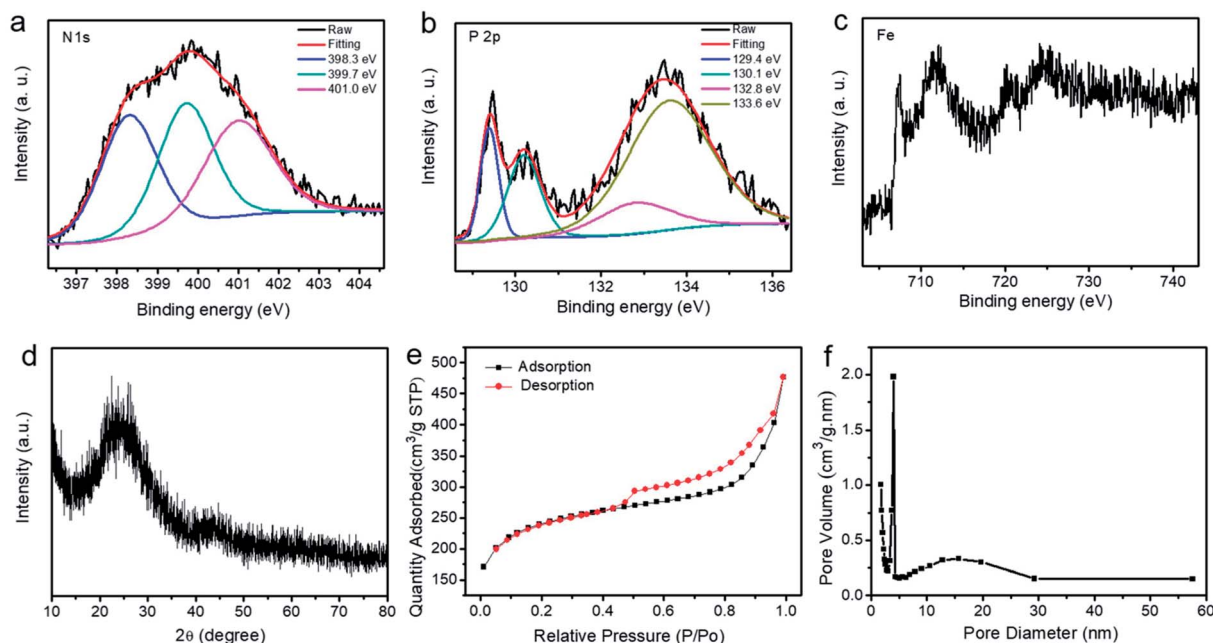 a
N 1s
Raw
Fitting
398.3 eV
399.7 eV
401.0 eV
Intensity (a. u.)
397 398 399 400 401 402 403 404
Binding energy (eV)
b
P 2p
Raw
Fitting
129.4 eV
130.1 eV
132.8 eV
133.6 eV
Intensity (a. u.)
130 132 134 136
Binding energy (eV)
c
Fe
Intensity (a. u.)
710 720 730 740
Binding energy (eV)
d
Intensity (a.u.)
10 20 30 40 50 60 70 80
2θ (degree)
e
Adsorption
Desorption
Quantity Adsorbed(cm³/g STP)
500
450
400
350
300
250
200
150
0.0 0.2 0.4 0.6 0.8 1.0
Relative Pressure (P/Po)
f
Pore Volume (cm³/g.nm)
2.0
1.5
1.0
0.5
0.0
0 10 20 30 40 50 60
Pore Diameter (nm)